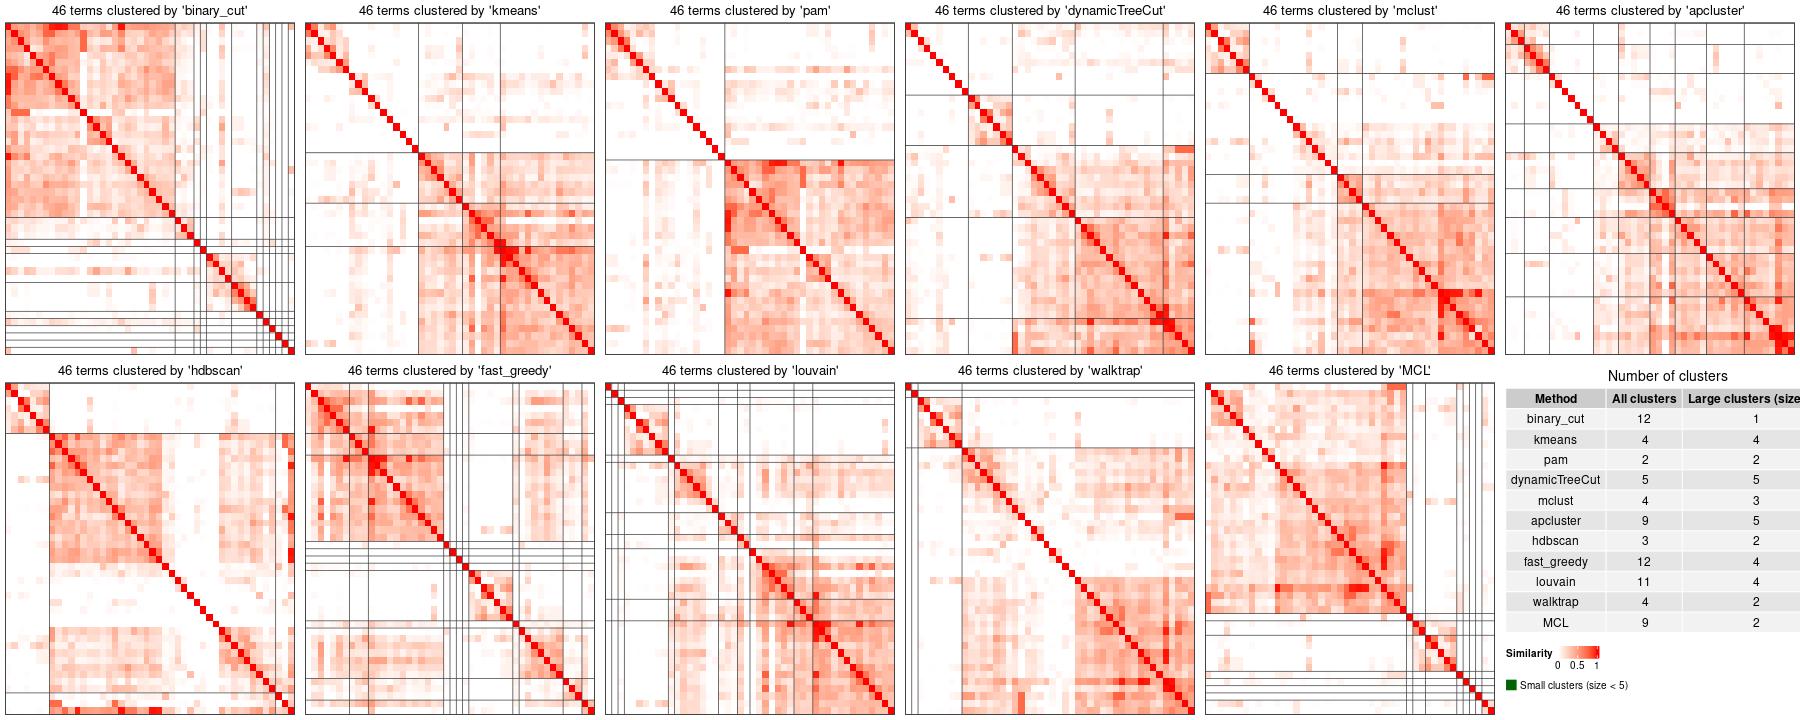 46 terms clustered by 'binary_cut'
46 terms clustered by 'kmeans'
46 terms clustered by 'pam'
46 terms clustered by 'dynamicTreeCut'
46 terms clustered by 'mclust'
46 terms clustered by 'apcluster'
46 terms clustered by 'hdbscan'
46 terms clustered by 'fast_greedy'
46 terms clustered by 'louvain'
46 terms clustered by 'walktrap'
46 terms clustered by 'MCL'
Number of clusters
Method All clusters Large clusters (size
binary_cut 12 1
kmeans 4 4
pam 2 2
dynamicTreeCut 5 5
mclust 4 3
apcluster 9 5
hdbscan 3 2
fast_greedy 12 4
louvain 11 4
walktrap 4 2
MCL 9 2
Similarity
0 0.5 1
Small clusters (size < 5)